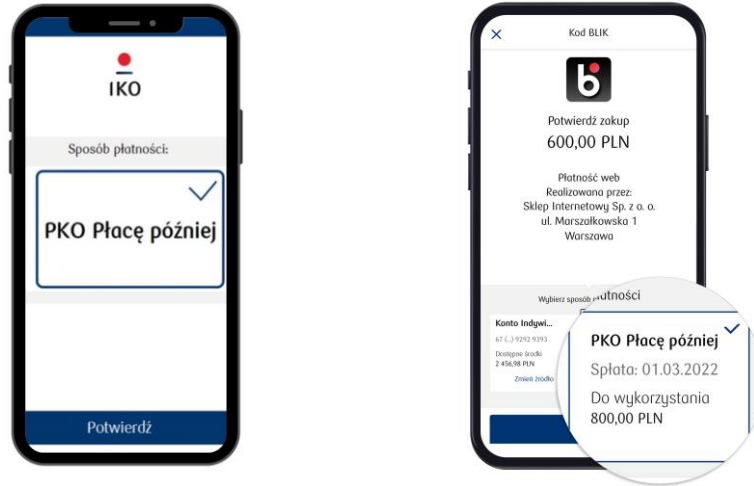 IKO
Sposób płatności:
PKO Płacę później
Potwierdź
Kod BLIK
b
Potwierdź zakup
600,00 PLN
Płatność web
Realizowana przez:
Sklep Internetowy Sp. z o. o.
ul. Marszałkowska 1
Warszawa
Wybierz sposób płatności
Konto Indywi...
67 (..) 9292 9393
Dostępne środki
2 456,98 PLN
Zmień źródło
PKO Płacę później
Spłata: 01.03.2022
Do wykorzystania
800,00 PLN